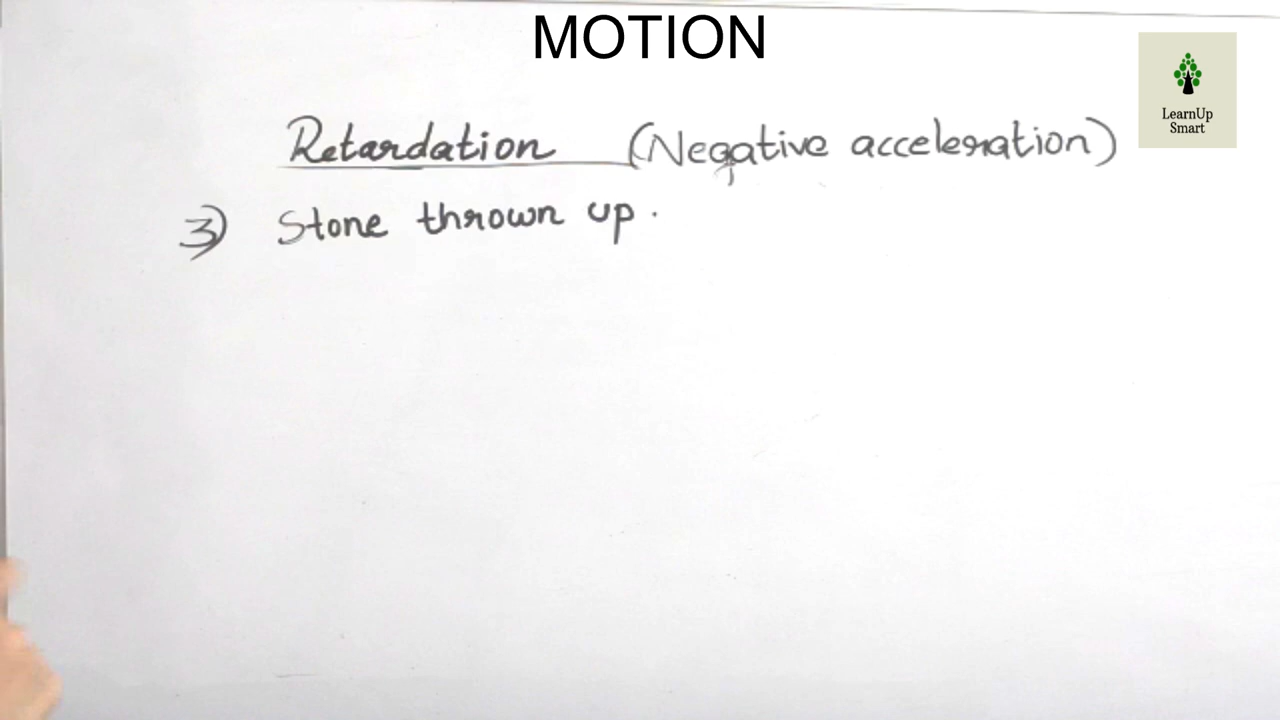 MOTION
LearnUp
Smart
Retardation (Negative acceleration)
3) Stone thrown up.